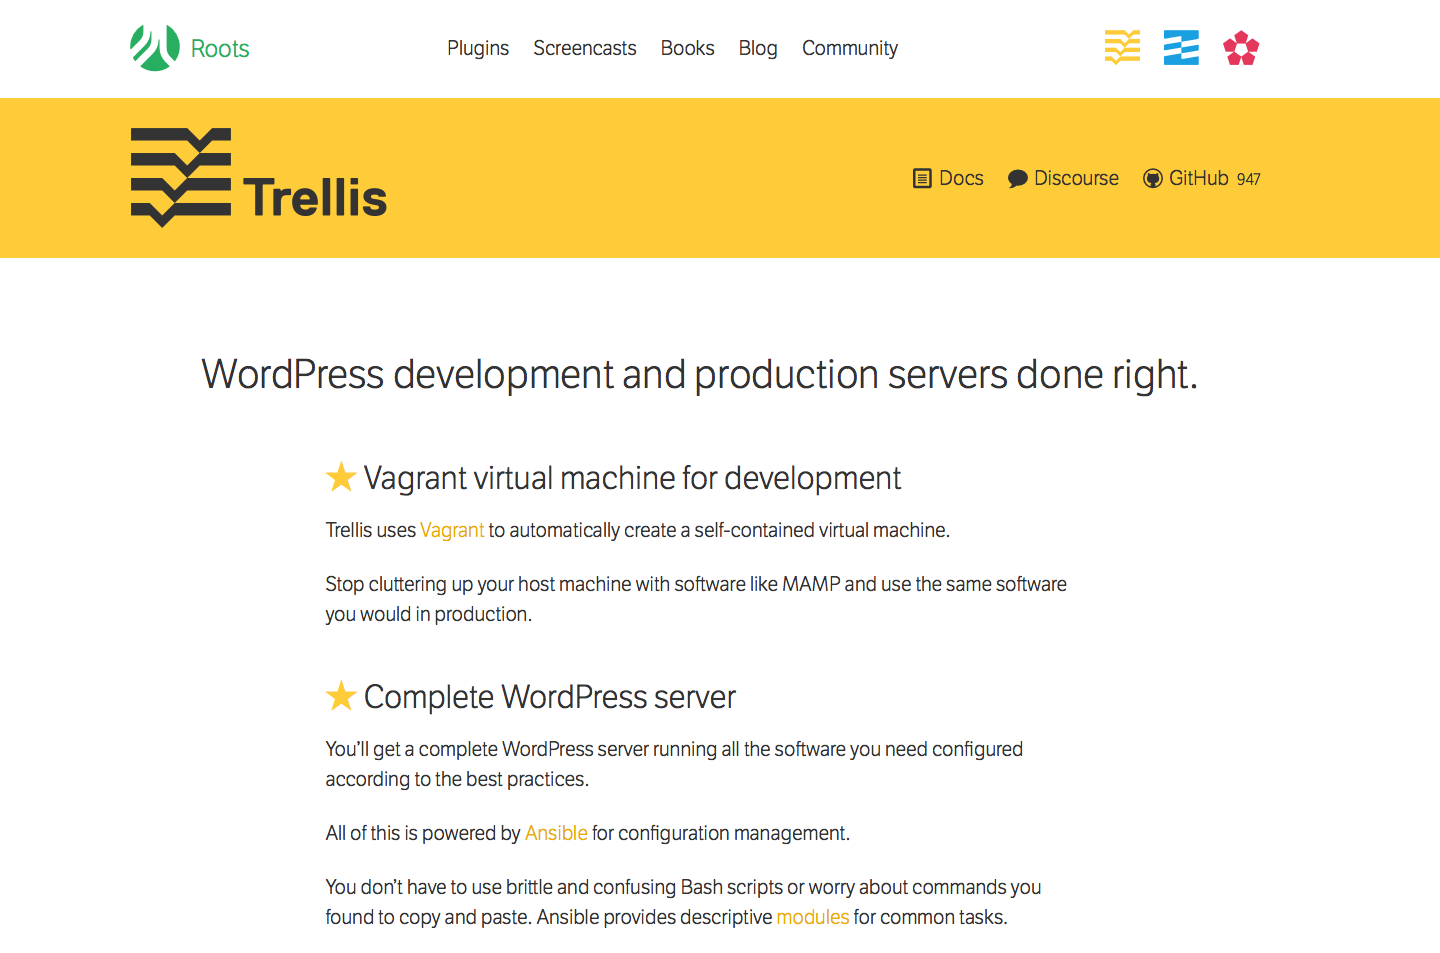 Roots
Plugins Screencasts Books Blog Community
Trellis
Docs Discourse GitHub 947
WordPress development and production servers done right.
Vagrant virtual machine for development
Trellis uses Vagrant to automatically create a self-contained virtual machine.
Stop cluttering up your host machine with software like MAMP and use the same software
you would in production.
Complete WordPress server
You’ll get a complete WordPress server running all the software you need configured
according to the best practices.
All of this is powered by Ansible for configuration management.
You don’t have to use brittle and confusing Bash scripts or worry about commands you
found to copy and paste. Ansible provides descriptive modules for common tasks.